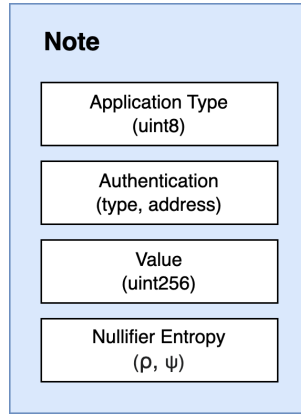 Note
Application Type
(uint8)
Authentication
(type, address)
Value
(uint256)
Nullifier Entropy
(ρ, ψ)